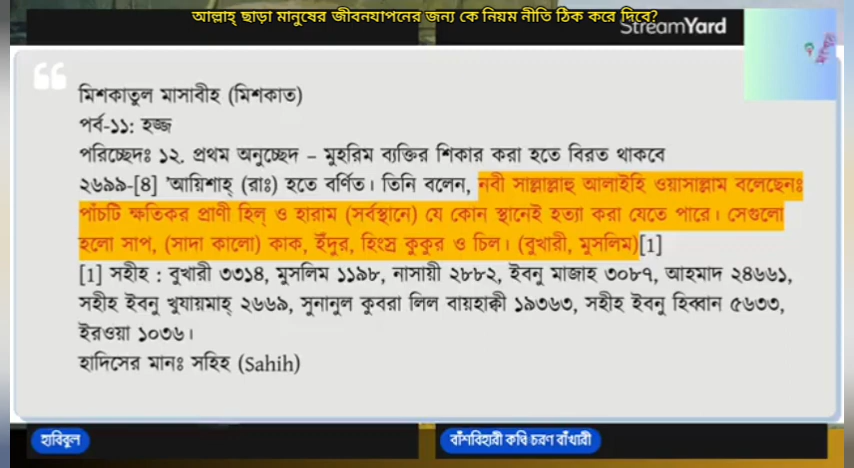 আল্লাহ্ ছাড়া মানুষের জীবনযাপনের জন্য কে নিয়ম নীতি ঠিক করে দিবে?
StreamYard
মিশকাতুল মাসাবীহ (মিশকাত)
পর্ব-১১: হজ্জ
পরিচ্ছেদঃ ১২. প্রথম অনুচ্ছেদ – মুহরিম ব্যক্তির শিকার করা হতে বিরত থাকবে
২৬৯৯-[৪] 'আয়িশাহ্ (রাঃ) হতে বর্ণিত। তিনি বলেন, নবী সাল্লাল্লাহু আলাইহি ওয়াসাল্লাম বলেছেনঃ
পাঁচটি ক্ষতিকর প্রাণী হিল্ ও হারাম (সর্বস্থানে) যে কোন স্থানেই হত্যা করা যেতে পারে। সেগুলো
হলো সাপ, (সাদা কালো) কাক, ইঁদুর, হিংস্র কুকুর ও চিল। (বুখারী, মুসলিম)[1]
[1] সহীহ : বুখারী ৩৩১৪, মুসলিম ১১৯৮, নাসায়ী ২৮৮২, ইবনু মাজাহ ৩০৮৭, আহমাদ ২৪৬৬১,
সহীহ ইবনু খুযায়মাহ্ ২৬৬৯, সুনানুল কুবরা লিল বায়হাক্বী ১৯৩৬৩, সহীহ ইবনু হিব্বান ৫৬৩৩,
ইরওয়া ১০৩৬।
হাদিসের মানঃ সহিহ (Sahih)
হাবিবুল
বাঁশবিহারী কবি চরণ বাঁখারী